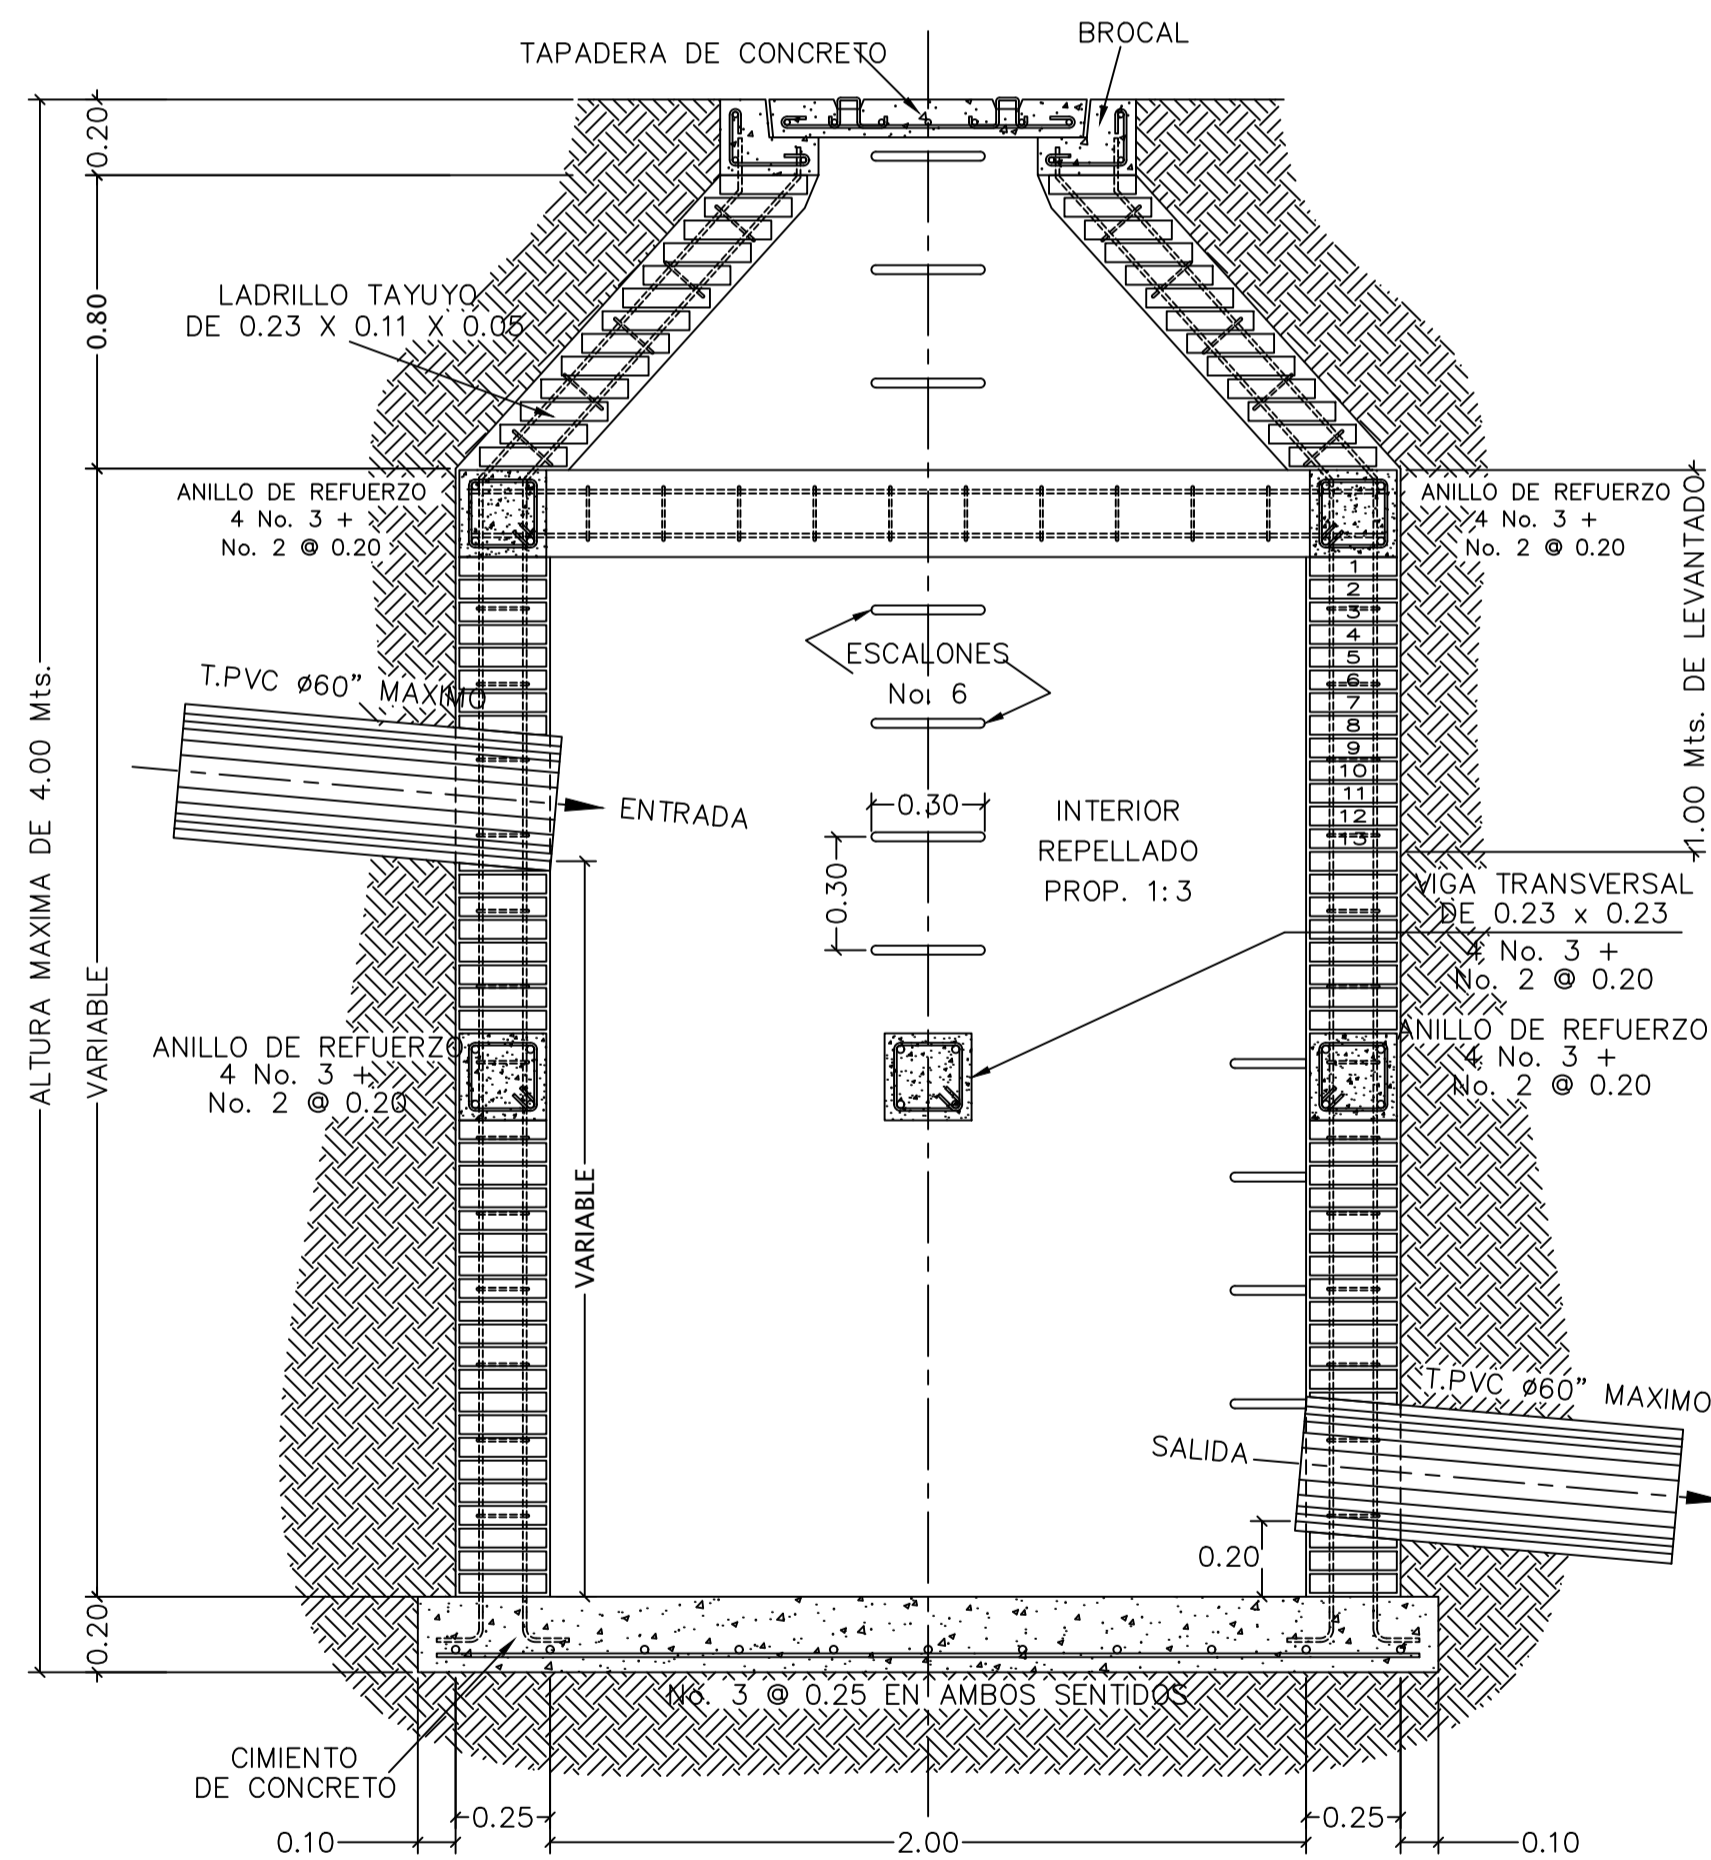 BROCAL
TAPADERA DE CONCRETO
0.20
0.80
LADRILLO TAYUYO
DE 0.23 X 0.11 X 0.05
ANILLO DE REFUERZO
4 No. 3 +
No. 2 @ 0.20
ANILLO DE REFUERZO
4 No. 3 +
No. 2 @ 0.20
1
2
3
4
5
6
7
8
9
10
11
12
13
1.00 Mts. DE LEVANTADO
ESCALONES
No. 6
T.PVC Ø60" MAXIMO
ENTRADA
0.30
0.30
INTERIOR
REPELLADO
PROP. 1:3
ALTURA MAXIMA DE 4.00 Mts.
VARIABLE
VIGA TRANSVERSAL
DE 0.23 x 0.23
4 No. 3 +
No. 2 @ 0.20
ANILLO DE REFUERZO
4 No. 3 +
No. 2 @ 0.20
ANILLO DE REFUERZO
4 No. 3 +
No. 2 @ 0.20
VARIABLE
T.PVC Ø60" MAXIMO
SALIDA
0.20
0.20
No. 3 @ 0.25 EN AMBOS SENTIDOS
CIMIENTO
DE CONCRETO
0.25
0.25
0.10
2.00
0.10